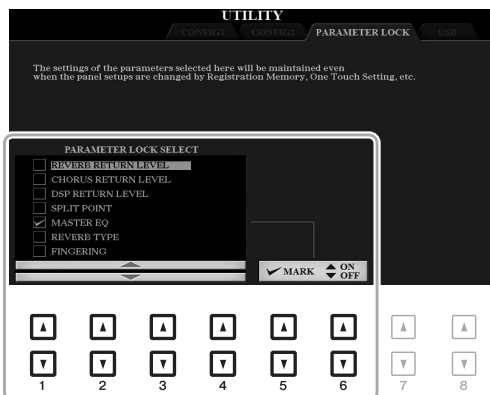 UTILITY
CONFIG1 CONFIG2 PARAMETER LOCK USB
The settings of the parameters selected here will be maintained even
when the panel setups are changed by Registration Memory, One Touch Setting, etc.
PARAMETER LOCK SELECT
REVERB RETURN LEVEL
CHORUS RETURN LEVEL
DSP RETURN LEVEL
SPLIT POINT
MASTER EQ
REVERB TYPE
FINGERING
MARK ON
OFF
1 2 3 4 5 6 7 8